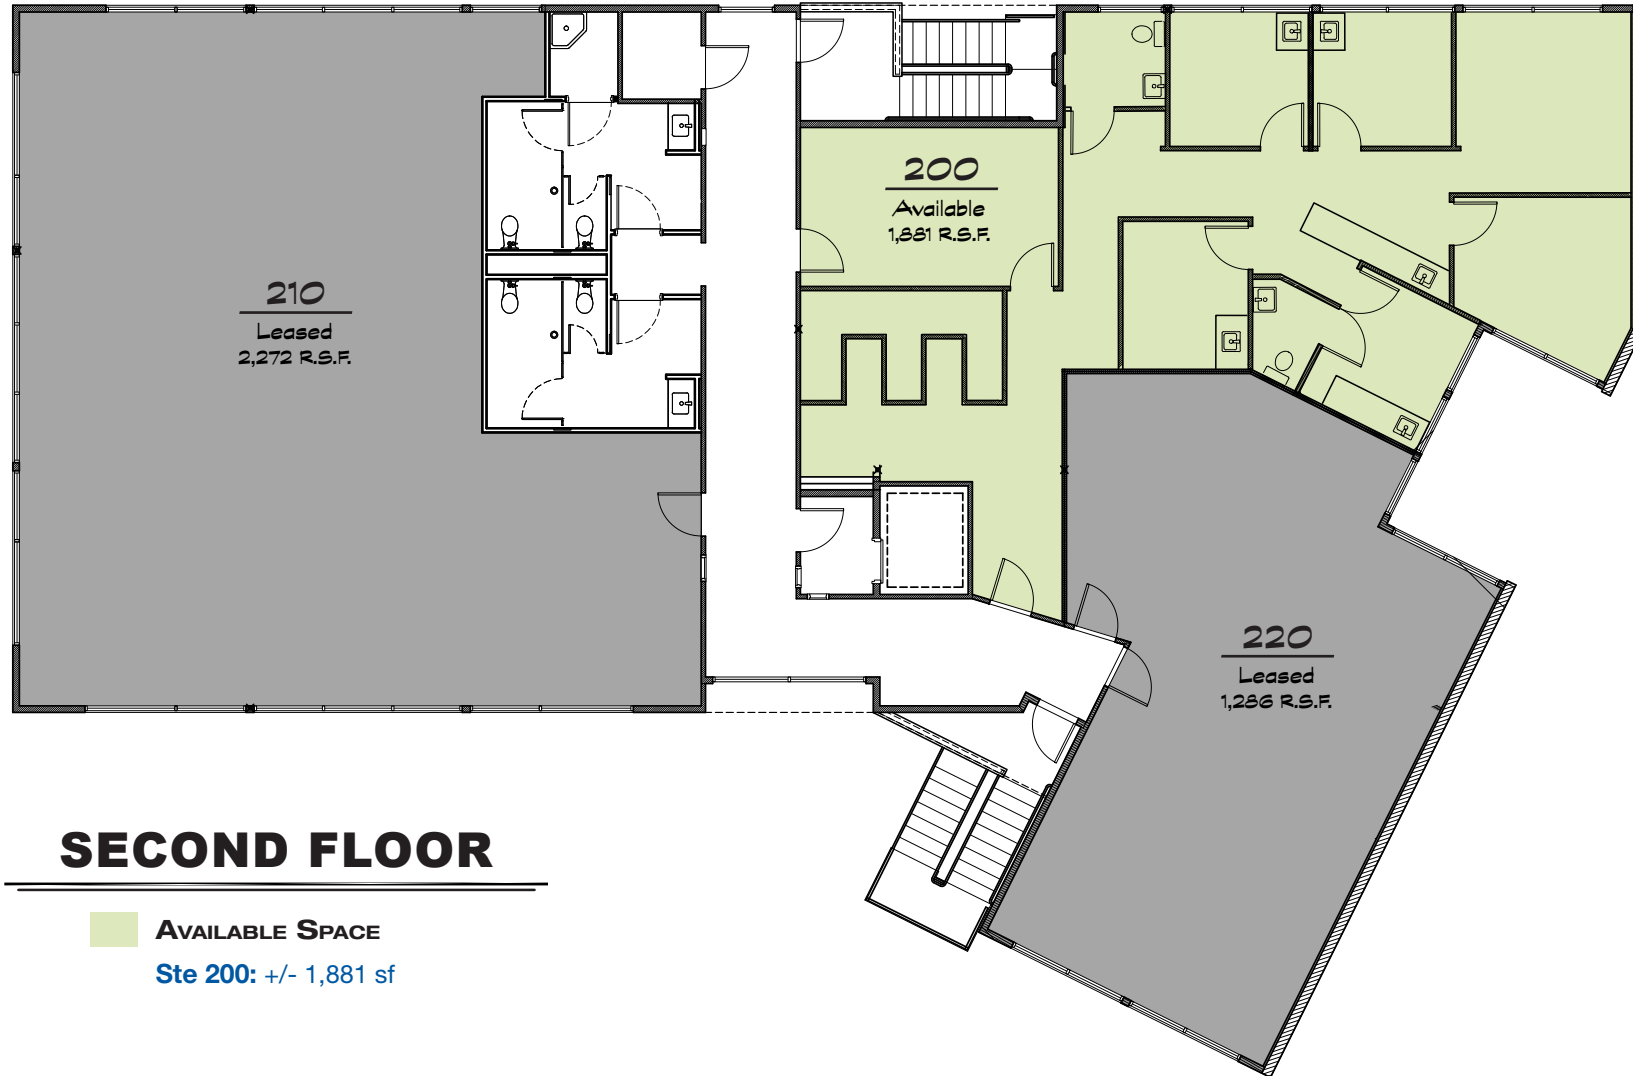 200
Available
1,881 R.S.F.
210
Leased
2,272 R.S.F.
220
Leased
1,286 R.S.F.
SECOND FLOOR
AVAILABLE SPACE
Ste 200: +/- 1,881 sf